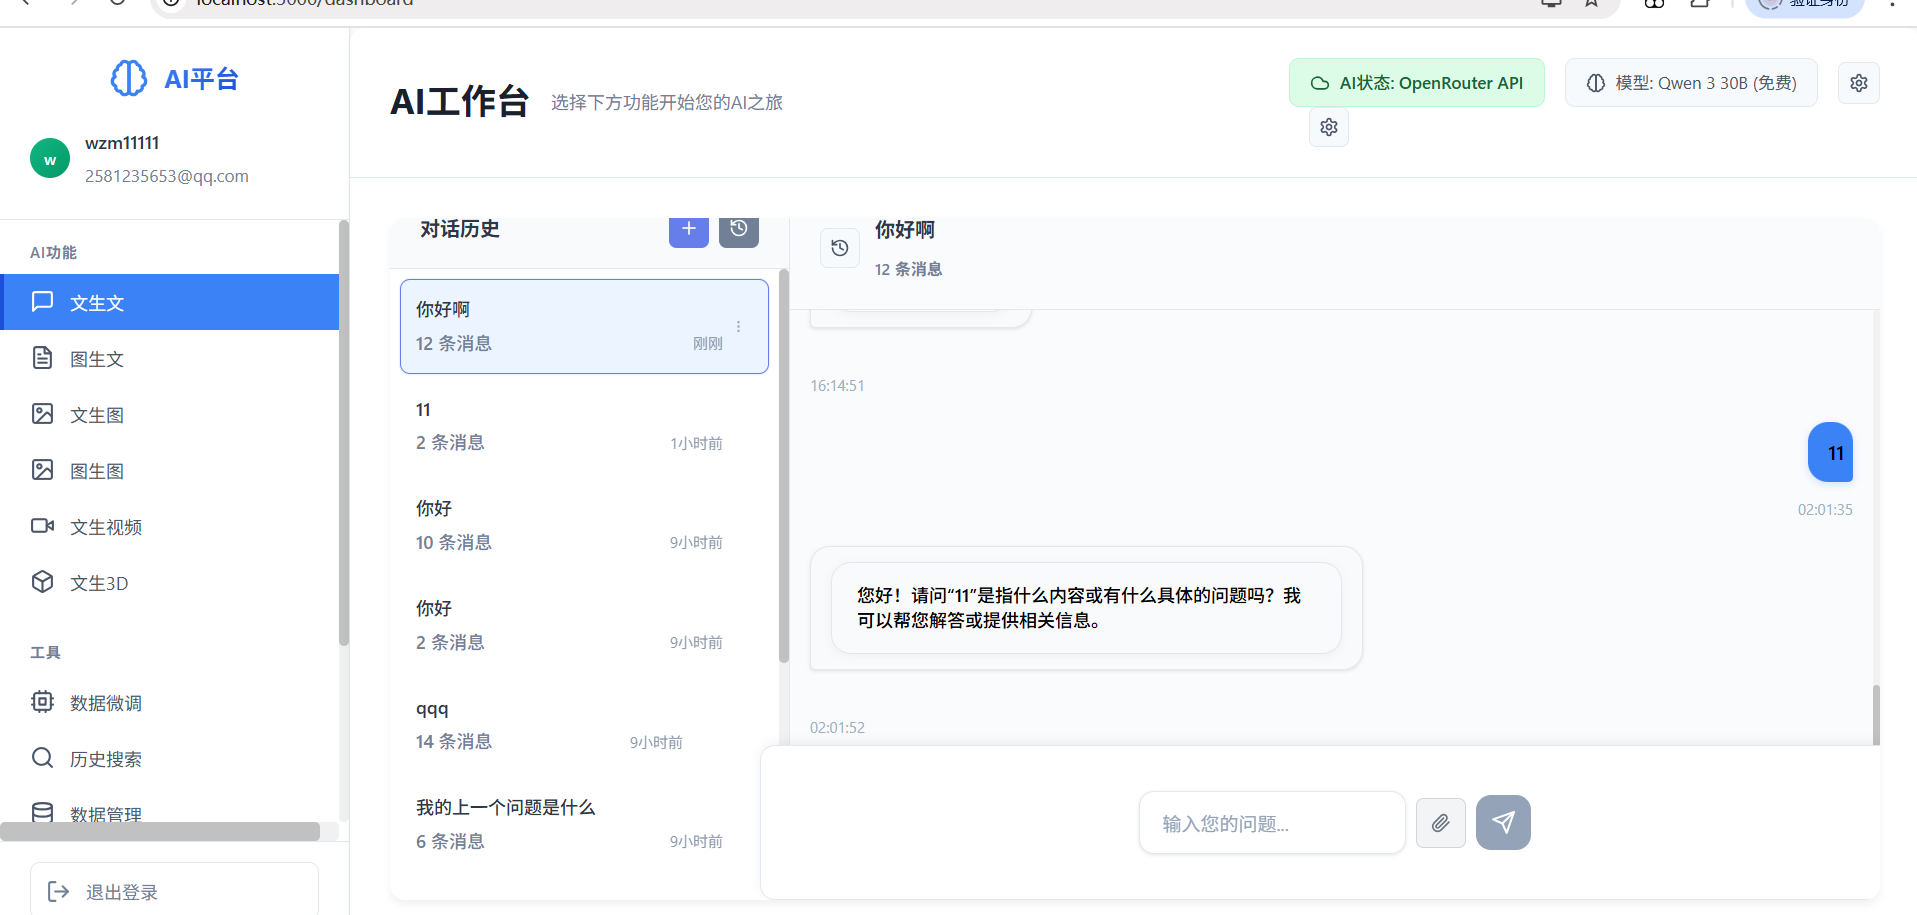 localhost:3000/dashboard
验证身份
AI平台
w
wzm11111
2581235653@qq.com
AI功能
文生文
图生文
文生图
图生图
文生视频
文生3D
工具
数据微调
历史搜索
数据管理
退出登录
AI工作台
选择下方功能开始您的AI之旅
AI状态: OpenRouter API
模型: Qwen 3 30B (免费)
对话历史
你好啊
12 条消息
刚刚
11
2 条消息
1小时前
你好
10 条消息
9小时前
你好
2 条消息
9小时前
qqq
14 条消息
9小时前
我的上一个问题是什么
6 条消息
9小时前
你好啊
12 条消息
16:14:51
11
02:01:35
您好！请问“11”是指什么内容或有什么具体的问题吗？我
可以帮您解答或提供相关信息。
02:01:52
输入您的问题...